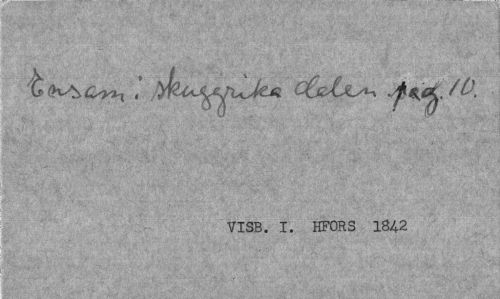 Ensam i skuggrika dalen pag. 10.
VISB. I. HFORS 1842